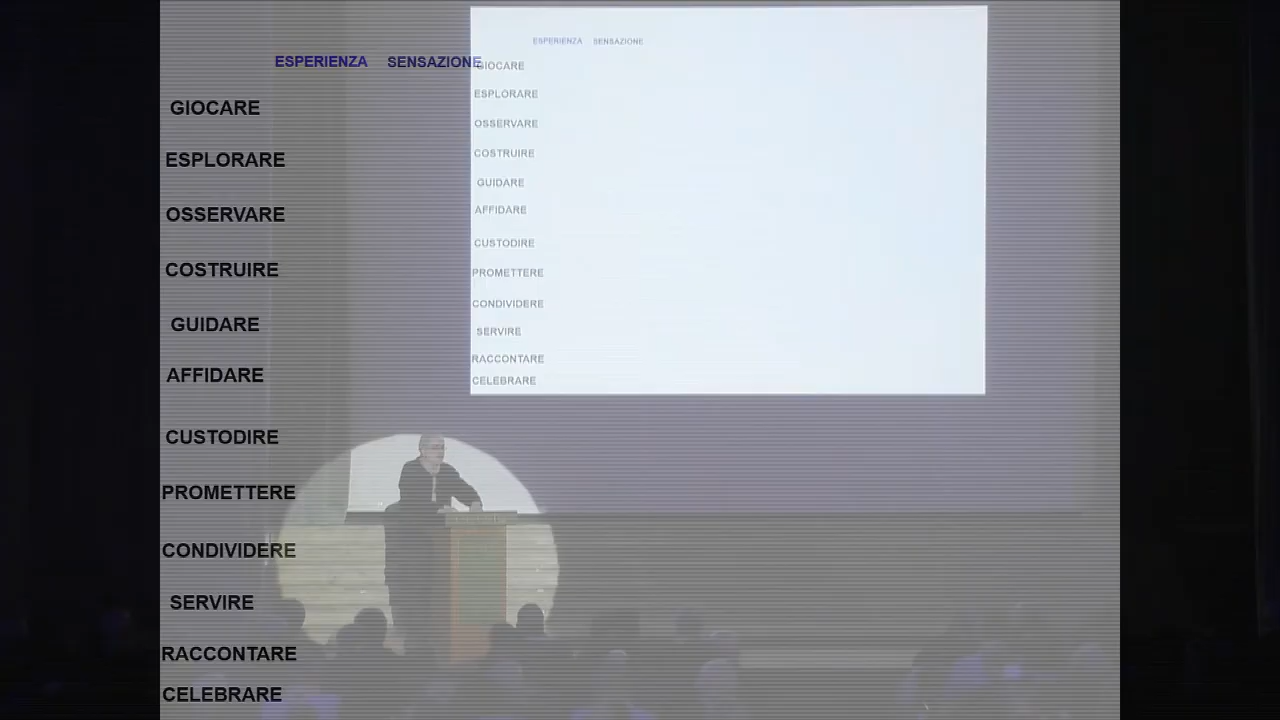 ESPERIENZA SENSAZIONE
GIOCARE
ESPLORARE
OSSERVARE
COSTRUIRE
GUIDARE
AFFIDARE
CUSTODIRE
PROMETTERE
CONDIVIDERE
SERVIRE
RACCONTARE
CELEBRARE
ESPERIENZA SENSAZIONE
GIOCARE
ESPLORARE
OSSERVARE
COSTRUIRE
GUIDARE
AFFIDARE
CUSTODIRE
PROMETTERE
CONDIVIDERE
SERVIRE
RACCONTARE
CELEBRARE